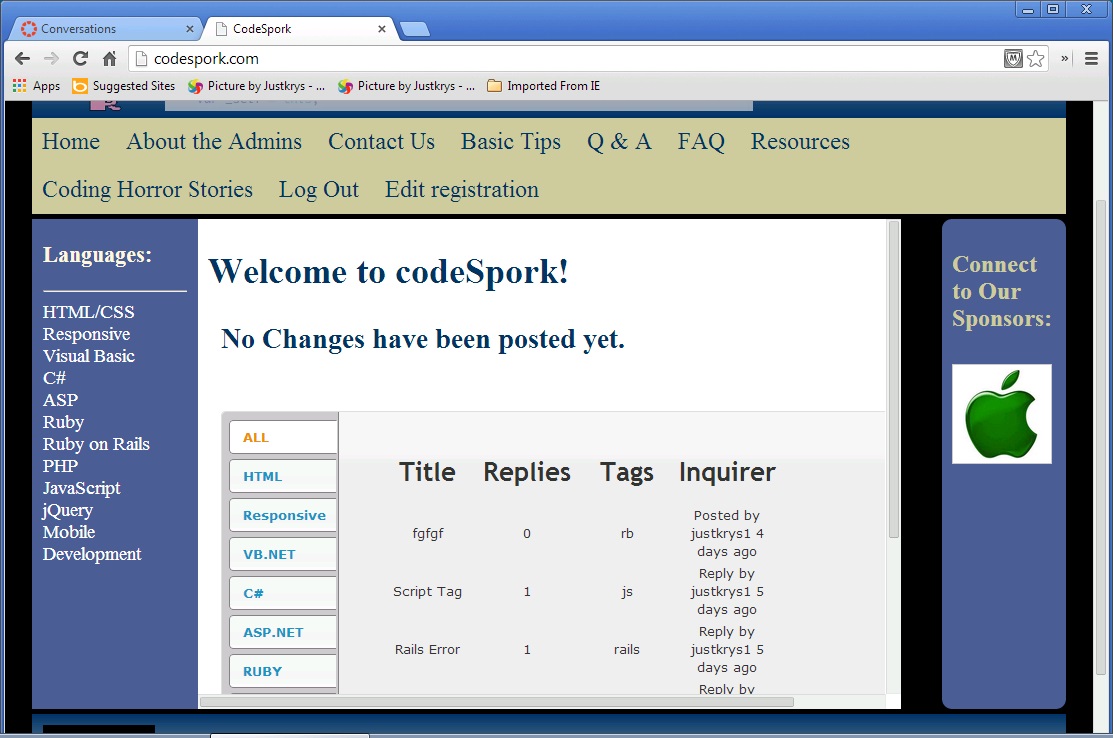 Conversations
CodeSpork
codespork.com
»
Apps
Suggested Sites
Picture by Justkrys - ...
Picture by Justkrys - ...
Imported From IE
Home About the Admins Contact Us Basic Tips Q & A FAQ Resources
Coding Horror Stories Log Out Edit registration
Languages:
HTML/CSS
Responsive
Visual Basic
C#
ASP
Ruby
Ruby on Rails
PHP
JavaScript
jQuery
Mobile
Development
Welcome to codeSpork!
No Changes have been posted yet.
ALL
HTML
Responsive
VB.NET
C#
ASP.NET
RUBY
Title Replies Tags Inquirer
fgfgf 0 rb Posted by
justkrys1 4
days ago
Script Tag 1 js Reply by
justkrys1 5
days ago
Rails Error 1 rails Reply by
justkrys1 5
days ago
Reply by
Connect
to Our
Sponsors: